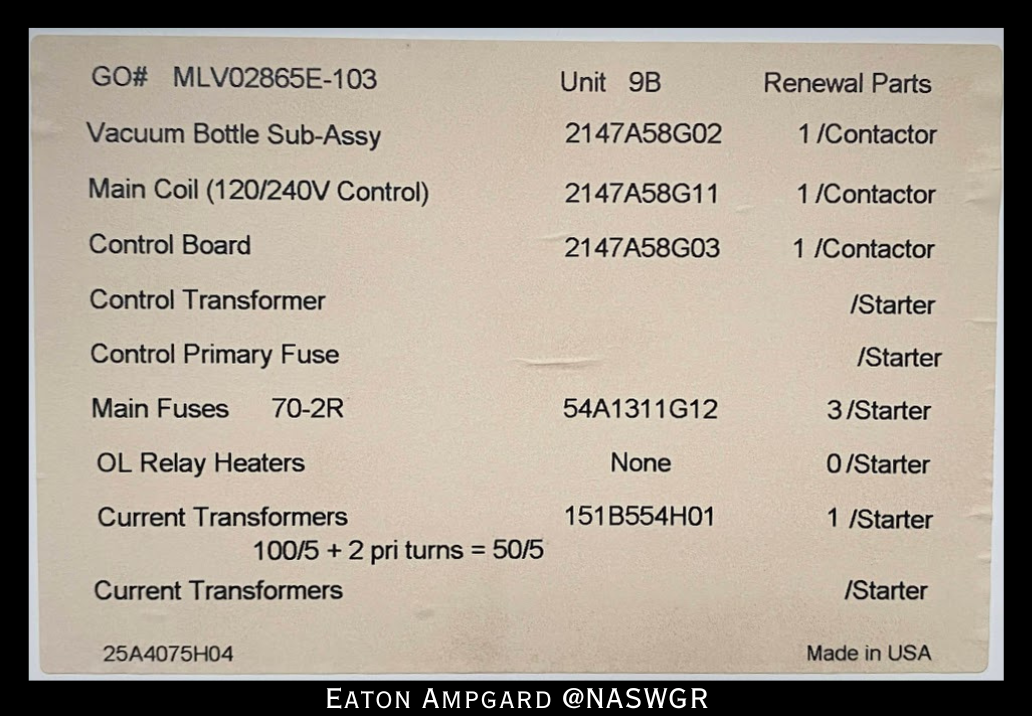 GO# MLV02865E-103 Unit 9B Renewal Parts
Vacuum Bottle Sub-Assy 2147A58G02 1 /Contactor
Main Coil (120/240V Control) 2147A58G11 1 /Contactor
Control Board 2147A58G03 1 /Contactor
Control Transformer /Starter
Control Primary Fuse /Starter
Main Fuses 70-2R 54A1311G12 3 /Starter
OL Relay Heaters None 0 /Starter
Current Transformers 151B554H01 1 /Starter
100/5 + 2 pri turns = 50/5
Current Transformers /Starter
25A4075H04 Made in USA
EATON AMPGARD @NASWGR